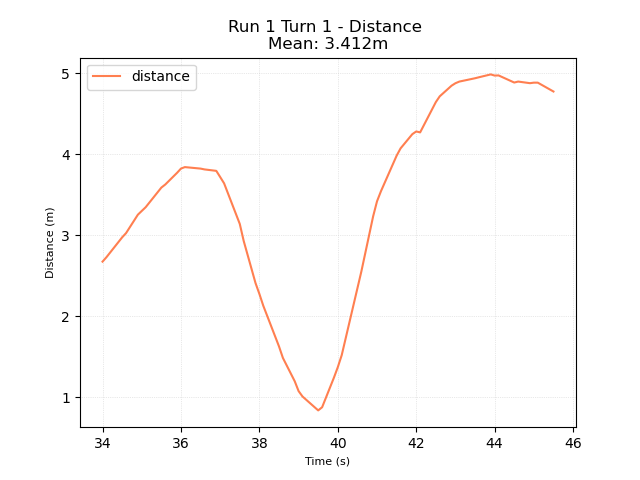 Run 1 Turn 1 - Distance
Mean: 3.412m
distance
5
4
3
2
1
Distance (m)
34 36 38 40 42 44 46
Time (s)